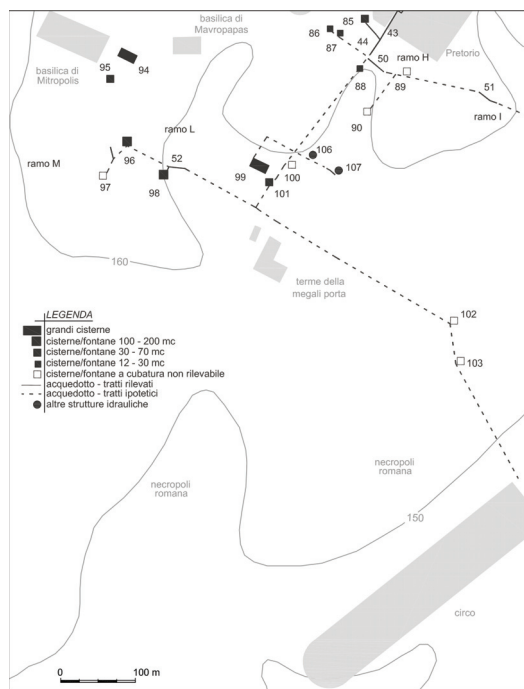 basilica di
Mavropapas
86
85
87
44
43
Pretorio
basilica di
Mitropolis
95
94
50
ramo H
88
89
51
90
ramo I
ramo L
ramo M
96
52
106
107
99
100
97
98
101
160
terme della
megali porta
LEGENDA
grandi cisterne
cisterne/fontane 100 - 200 mc
cisterne/fontane 30 - 70 mc
cisterne/fontane 12 - 30 mc
cisterne/fontane a cubatura non rilevabile
acquedotto - tratti rilevati
acquedotto - tratti ipotetici
altre strutture idrauliche
102
103
necropoli
romana
necropoli
romana
150
circo
0
100 m